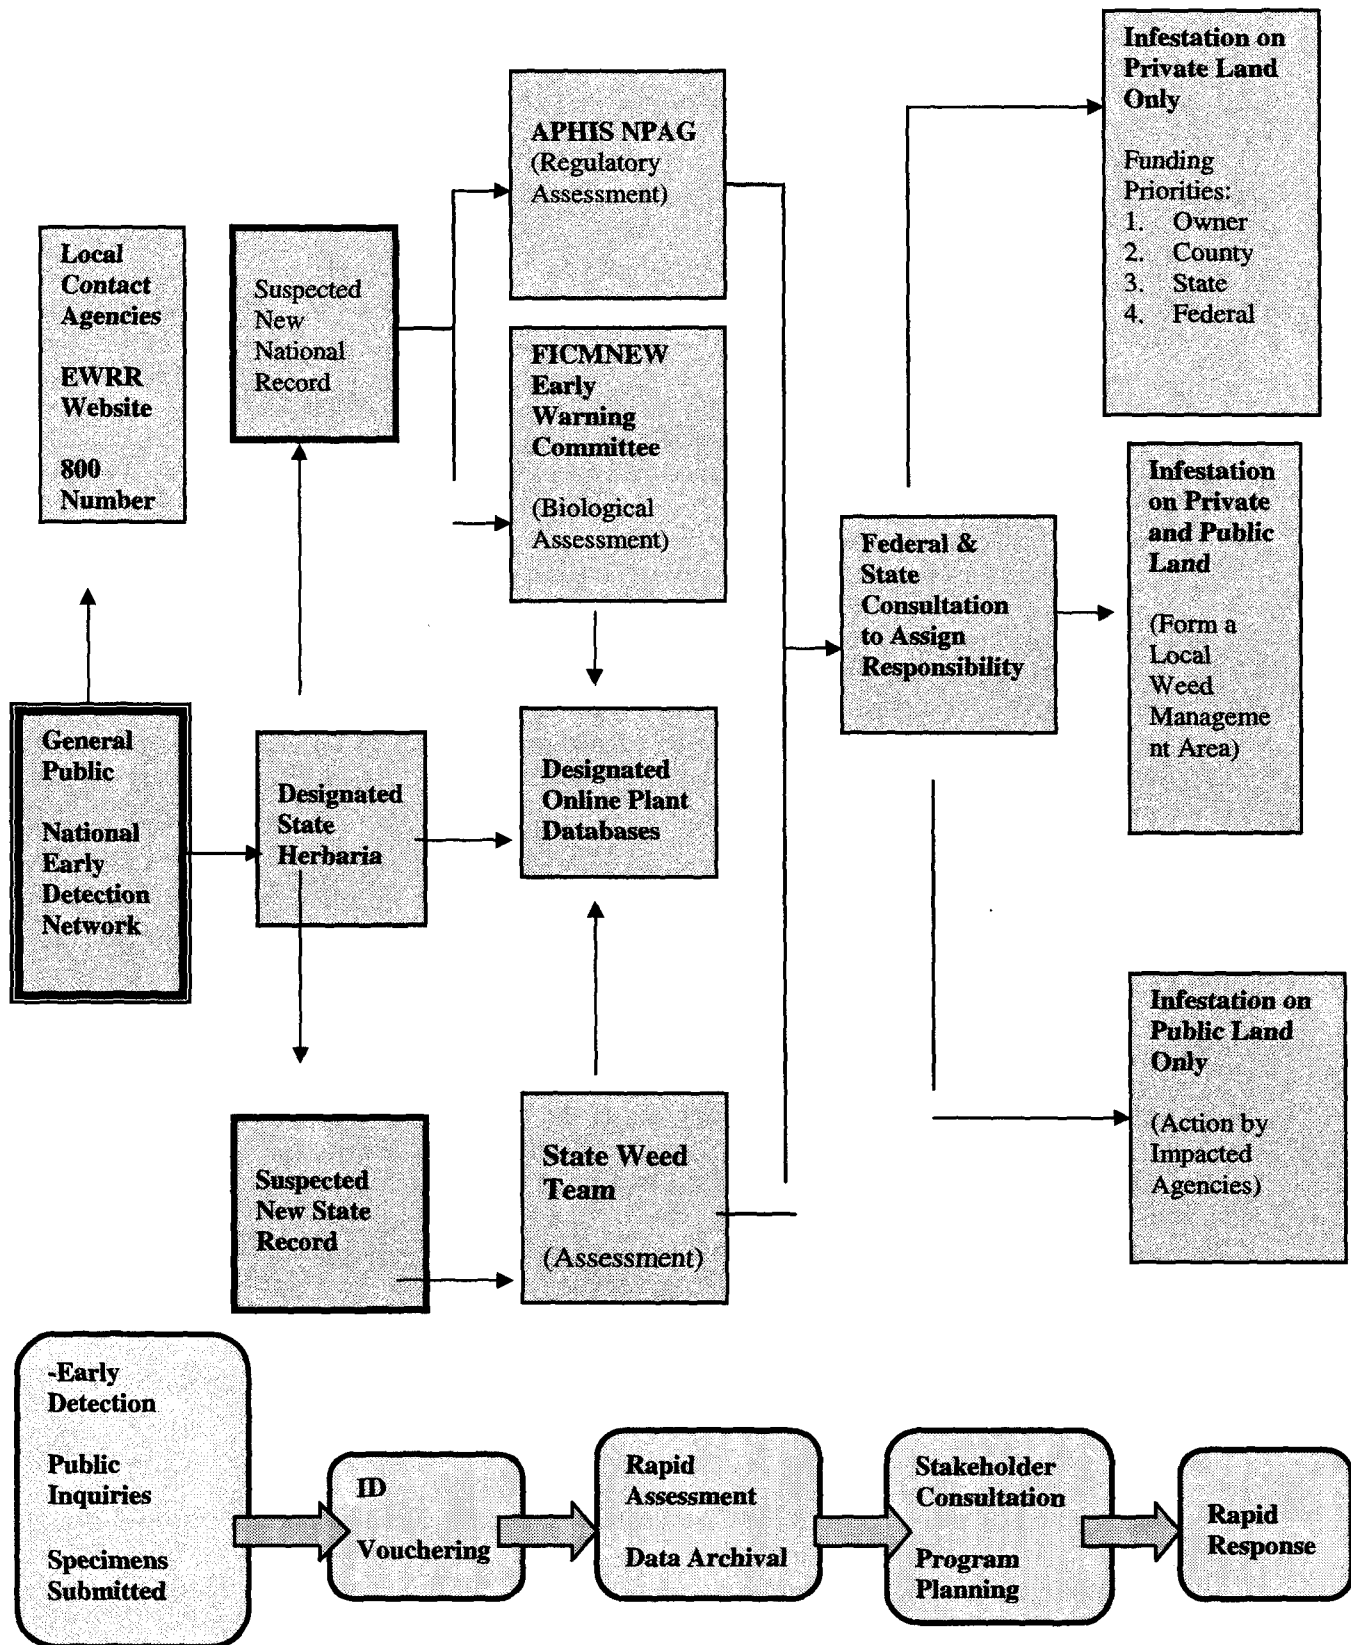 Infestation on
Private Land
Only
Funding
Priorities:
1. Owner
2. County
3. State
4. Federal
APHIS NPAG
(Regulatory
Assessment)
Local
Contact
Agencies
EWRR
Website
800
Number
Suspected
New
National
Record
FICMNEW
Early
Warning
Committee
(Biological
Assessment)
Infestation
on Private
and Public
Land
(Form a
Local
Weed
Manageme
nt Area)
Federal &
State
Consultation
to Assign
Responsibility
General
Public
National
Early
Detection
Network
Designated
State
Herbaria
Designated
Online Plant
Databases
Infestation on
Public Land
Only
(Action by
Impacted
Agencies)
Suspected
New State
Record
State Weed
Team
(Assessment)
-Early
Detection
Public
Inquiries
Specimens
Submitted
ID
Vouchering
Rapid
Assessment
Data Archival
Stakeholder
Consultation
Program
Planning
Rapid
Response